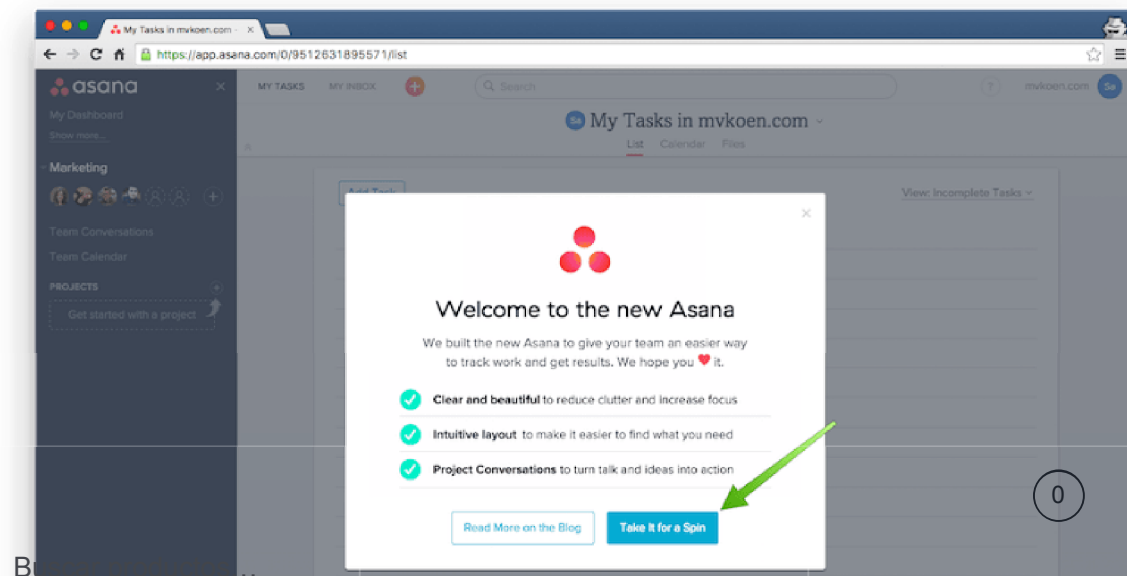 My Tasks in mvkoen.com -
https://app.asana.com/0/9512631895571/list
asana
MY TASKS
MY INBOX
Search
?
mvkoen.com
Sa
My Dashboard
Show more...
Sa My Tasks in mvkoen.com
List Calendar Files
Marketing
Add Task
View: Incomplete Tasks
Team Conversations
Team Calendar
PROJECTS
Get started with a project
Welcome to the new Asana
We built the new Asana to give your team an easier way
to track work and get results. We hope you ❤ it.
Clear and beautiful to reduce clutter and increase focus
Intuitive layout to make it easier to find what you need
Project Conversations to turn talk and ideas into action
Read More on the Blog
Take It for a Spin
0